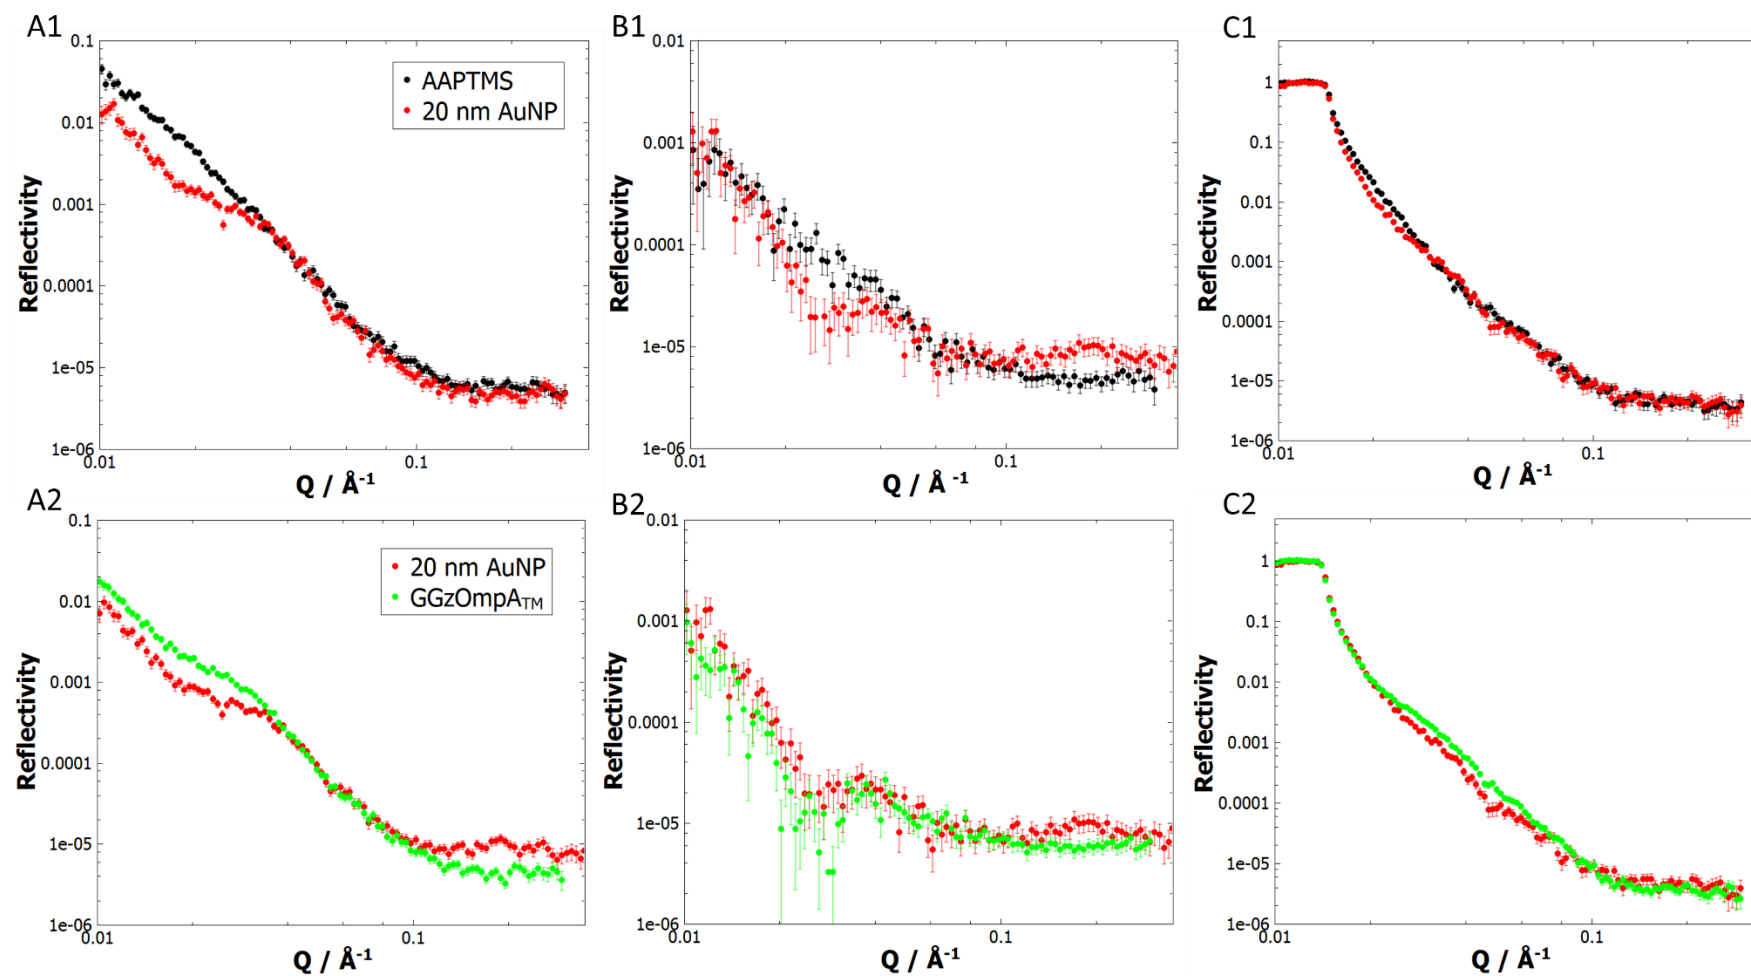 A1
0.1
0.01
0.001
0.0001
1e-05
1e-06
0.01
0.1
Reflectivity
Q / Å-1
AAPTMS
20 nm AuNP
B1
0.01
0.001
0.0001
1e-05
1e-06
0.01
0.1
Reflectivity
Q / Å -1
C1
1
0.1
0.01
0.001
0.0001
1e-05
1e-06
0.01
0.1
Reflectivity
Q / Å-1
A2
0.1
0.01
0.001
0.0001
1e-05
1e-06
0.01
0.1
Reflectivity
Q / Å-1
20 nm AuNP
GGzOmpATM
B2
0.01
0.001
0.0001
1e-05
1e-06
0.01
0.1
Reflectivity
Q / Å-1
C2
1
0.1
0.01
0.001
0.0001
1e-05
1e-06
0.01
0.1
Reflectivity
Q / Å-1